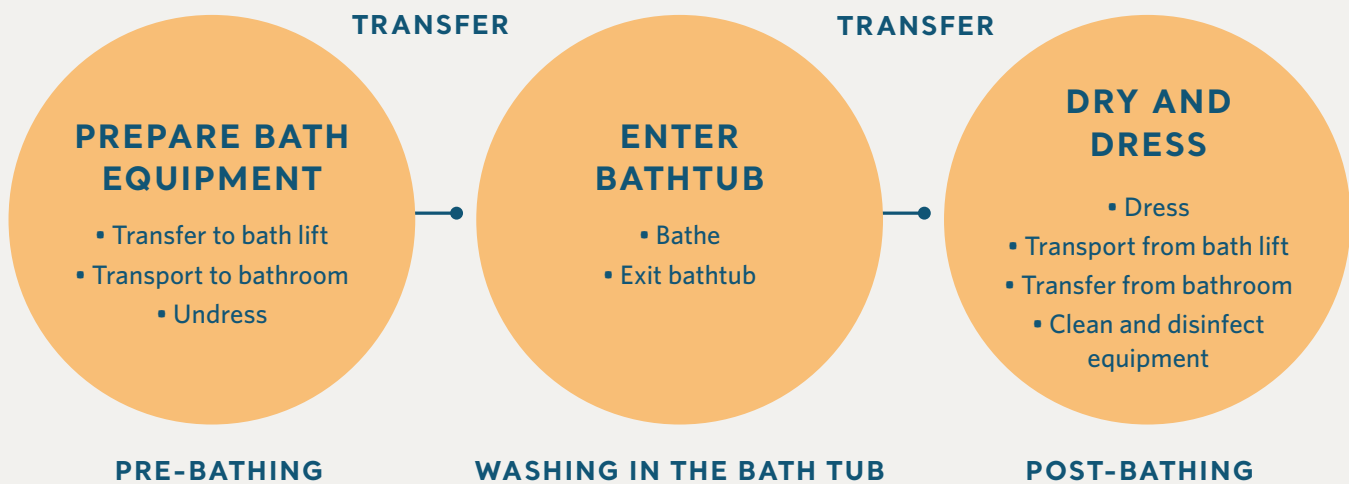 TRANSFER
TRANSFER
PREPARE BATH
EQUIPMENT
▪ Transfer to bath lift
▪ Transport to bathroom
▪ Undress
ENTER
BATHTUB
▪ Bathe
▪ Exit bathtub
DRY AND
DRESS
▪ Dress
▪ Transport from bath lift
▪ Transfer from bathroom
▪ Clean and disinfect
equipment
PRE-BATHING
WASHING IN THE BATH TUB
POST-BATHING